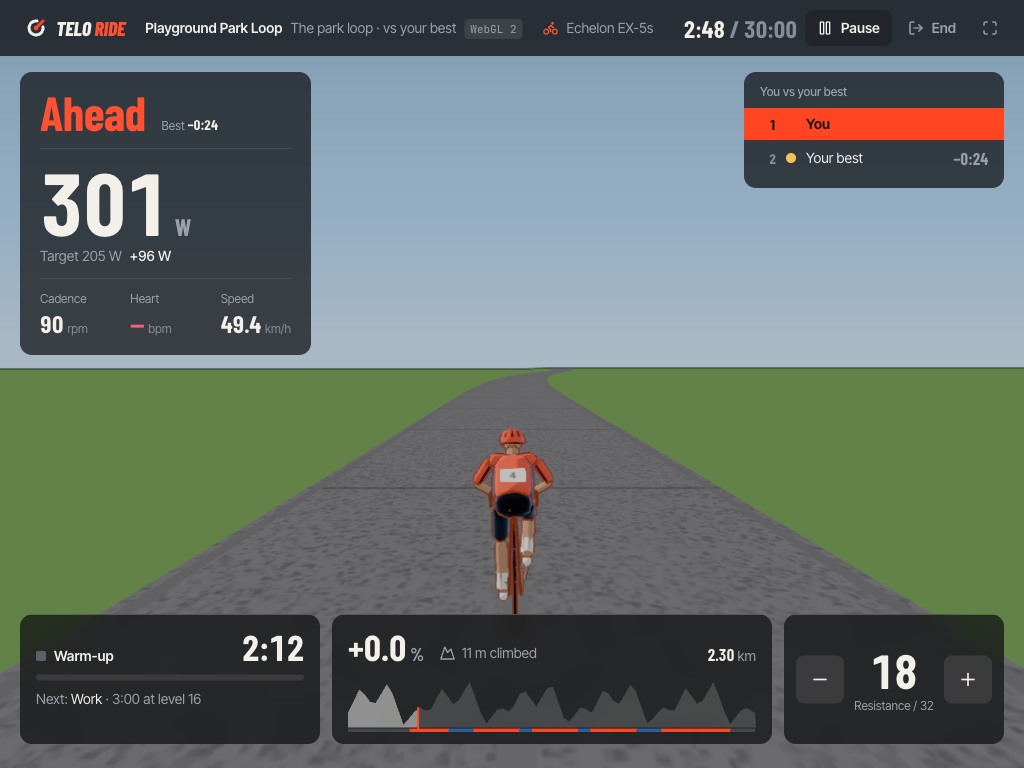 TELO RIDE Playground Park Loop The park loop · vs your best WebGL 2 Echelon EX-5s 2:48 / 30:00 Pause End
Ahead Best −0:24
301 W
Target 205 W +96 W
Cadence Heart Speed
90 rpm – bpm 49.4 km/h
You vs your best
1 You
2 Your best −0:24
4
Warm-up 2:12
Next: Work · 3:00 at level 16
+0.0 % 11 m climbed 2.30 km
− 18 +
Resistance / 32